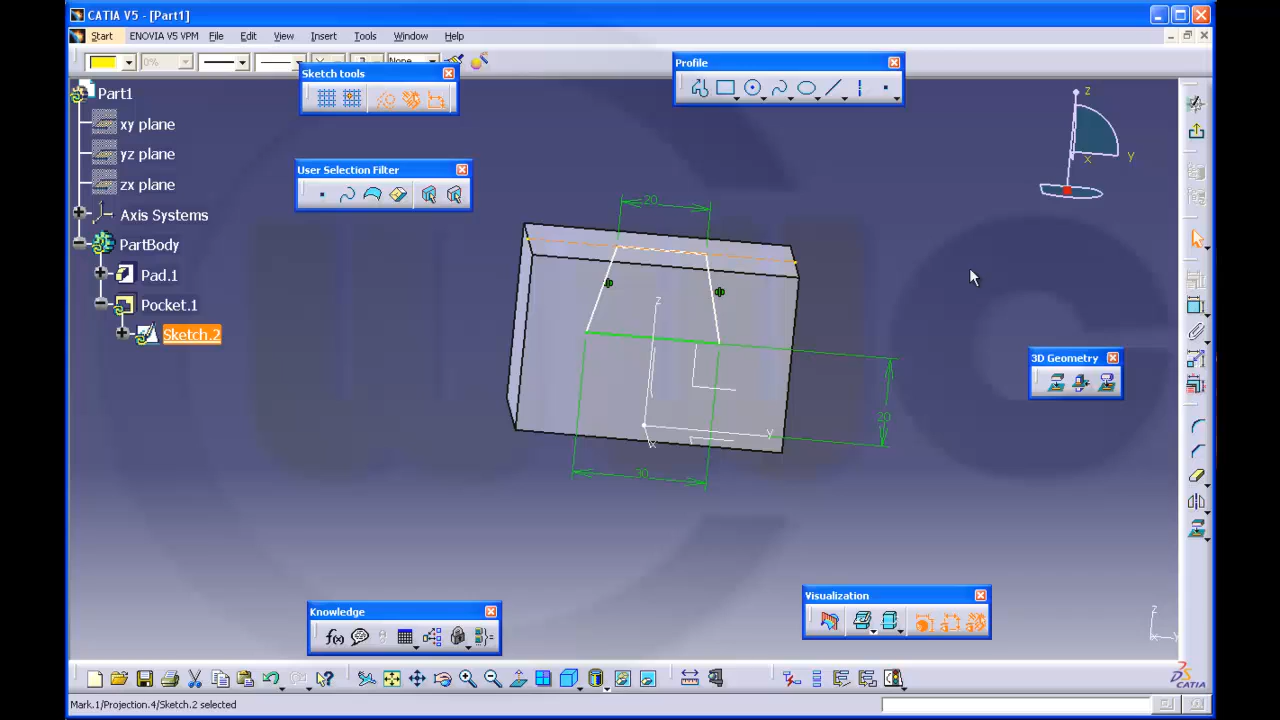 CATIA V5 - [Part1]
Start ENOVIA V5 VPM File Edit View Insert Tools Window Help
0% None
Sketch tools
Profile
Part1
xy plane
yz plane
zx plane
Axis Systems
PartBody
Pad.1
Pocket.1
Sketch.2
User Selection Filter
z
y
x
20
z
y
x
20
30
3D Geometry
Knowledge
f(x)
Visualization
z
y
CATIA
Mark.1/Projection.4/Sketch.2 selected